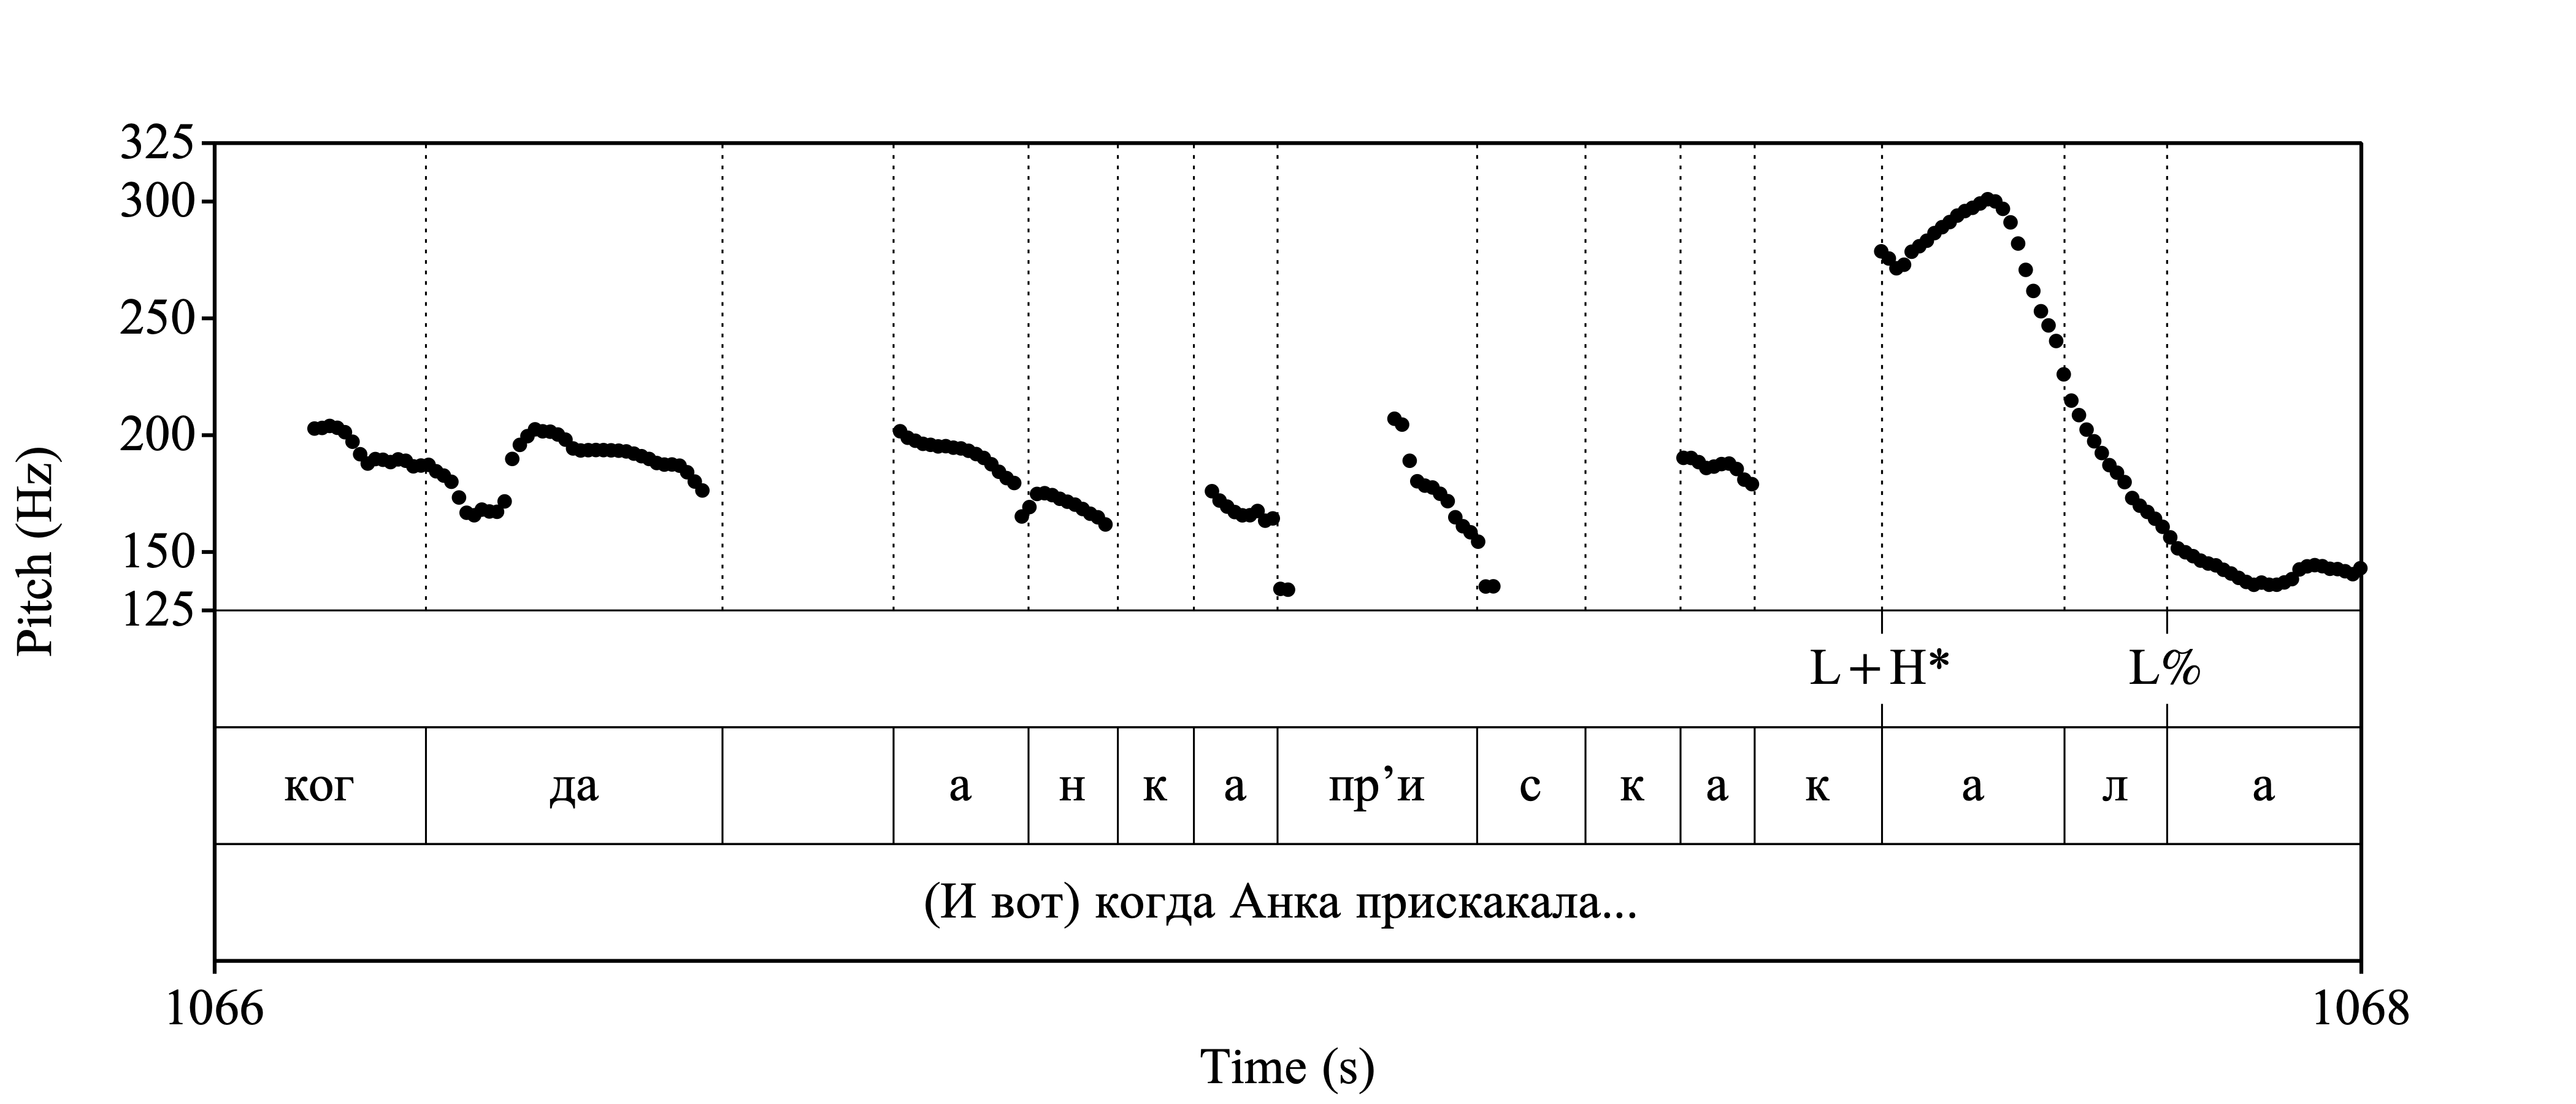 325
300
250
200
150
125
Pitch (Hz)
L+H* L%
ког да а н к а пр’и с к а к а л а
(И вот) когда Анка прискакала...
1066 1068
Time (s)